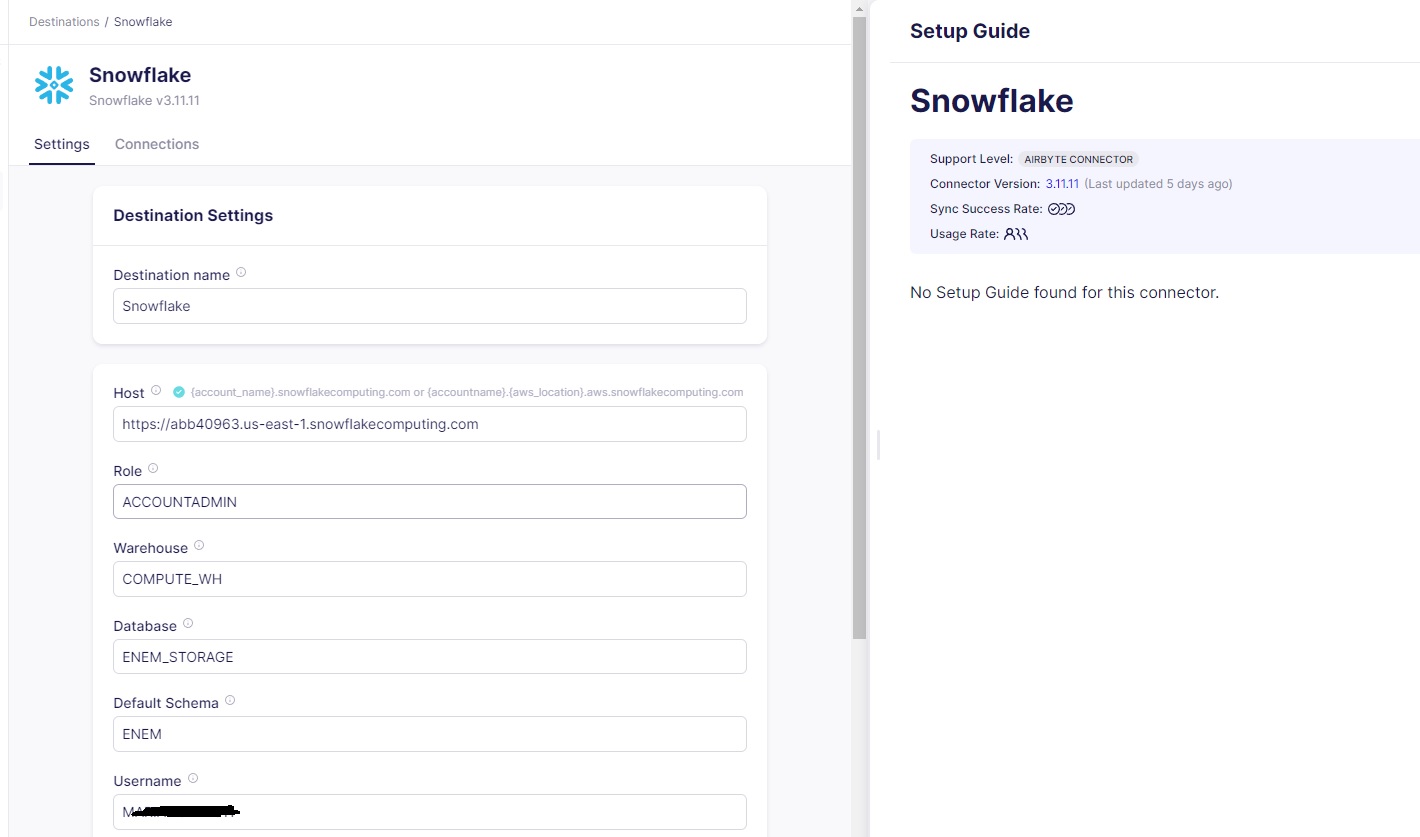 Destinations / Snowflake
Snowflake
Snowflake v3.11.11
Settings Connections
Destination Settings
Destination name
Snowflake
Host {account_name}.snowflakecomputing.com or {accountname}.{aws_location}.aws.snowflakecomputing.com
https://abb40963.us-east-1.snowflakecomputing.com
Role
ACCOUNTADMIN
Warehouse
COMPUTE_WH
Database
ENEM_STORAGE
Default Schema
ENEM
Username
Setup Guide
Snowflake
Support Level: AIRBYTE CONNECTOR
Connector Version: 3.11.11 (Last updated 5 days ago)
Sync Success Rate:
Usage Rate:
No Setup Guide found for this connector.